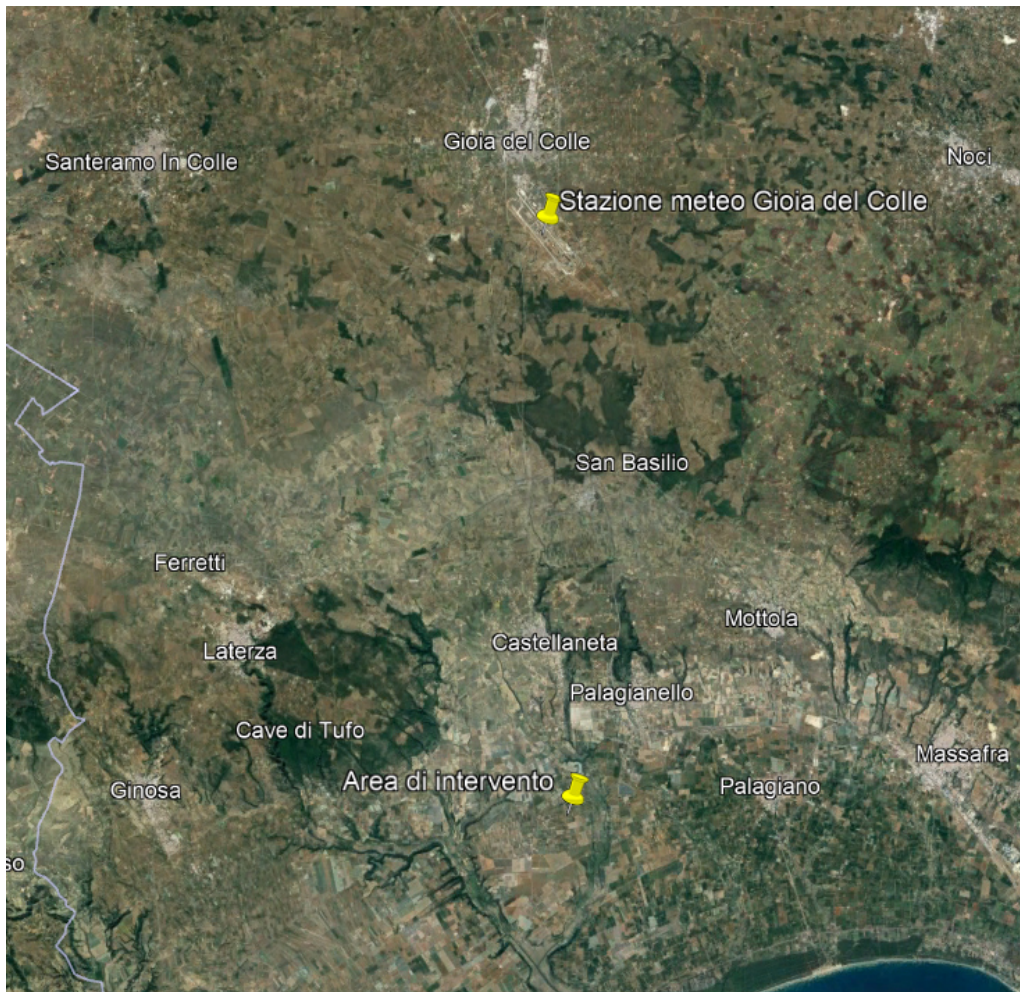 Gioia del Colle
Noci
Santeramo In Colle
Stazione meteo Gioia del Colle
San Basilio
Ferretti
Mottola
Castellaneta
Laterza
Palagianello
Cave di Tufo
Massafra
Area di intervento
Palagiano
Ginosa
so